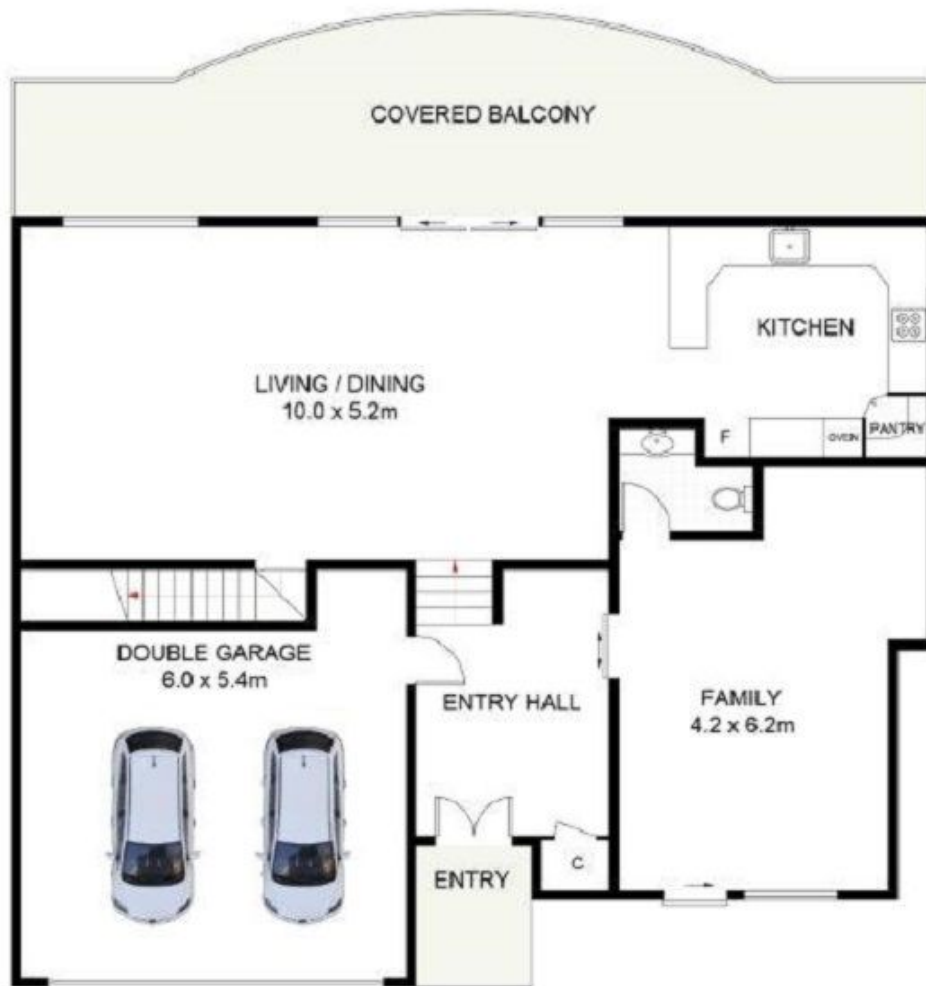 COVERED BALCONY
KITCHEN
LIVING / DINING
10.0 x 5.2m
F
OVEN
PANTRY
DOUBLE GARAGE
6.0 x 5.4m
ENTRY HALL
FAMILY
4.2 x 6.2m
C
ENTRY